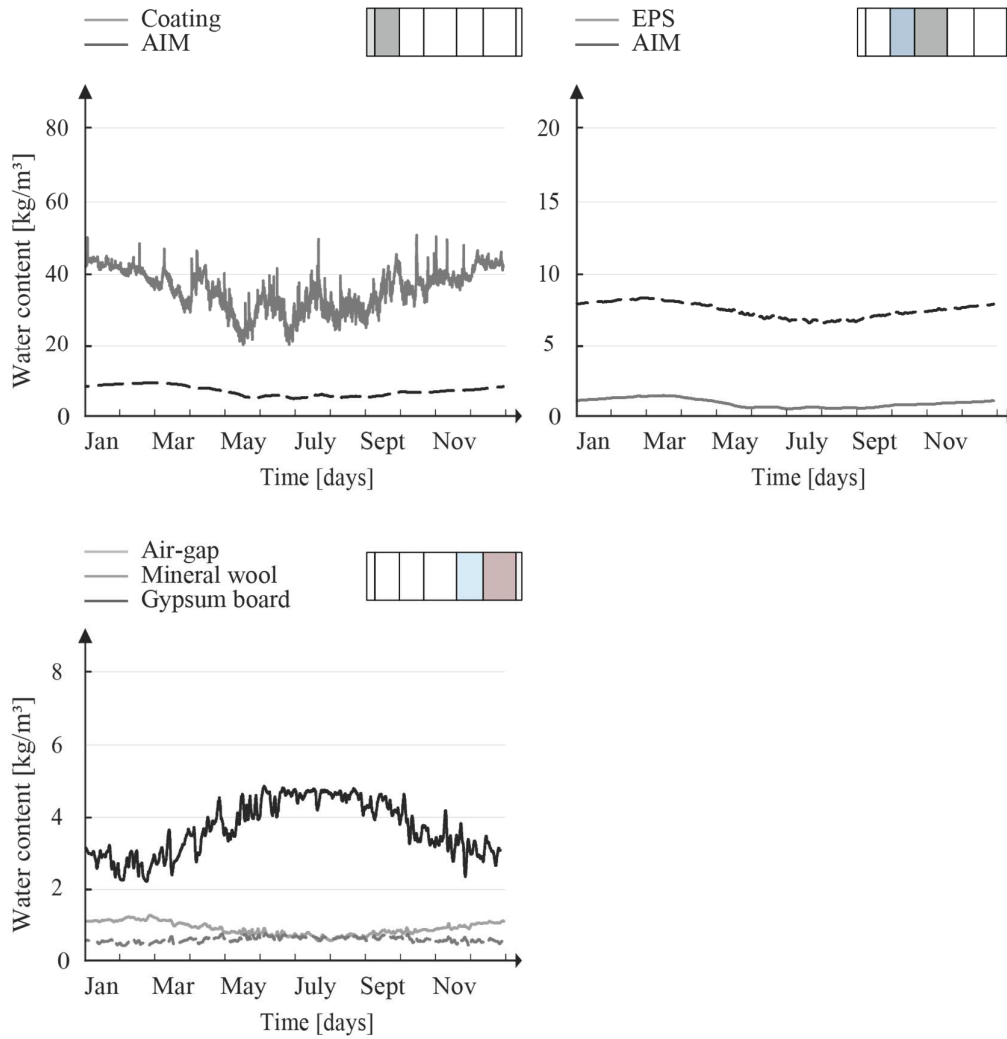 Coating
AIM
80
60
40
20
0
Water content [kg/m³]
Jan Mar May July Sept Nov
Time [days]
EPS
AIM
20
15
10
5
0
Jan Mar May July Sept Nov
Time [days]
Air-gap
Mineral wool
Gypsum board
8
6
4
2
0
Water content [kg/m³]
Jan Mar May July Sept Nov
Time [days]